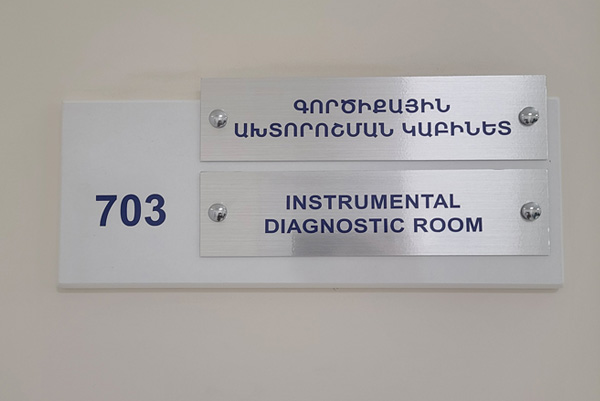 703
ԳՈՐԾԻՔԱՅԻՆ
ԱԽՏՈՐՈՇՄԱՆ ԿԱԲԻՆԵՏ
INSTRUMENTAL
DIAGNOSTIC ROOM